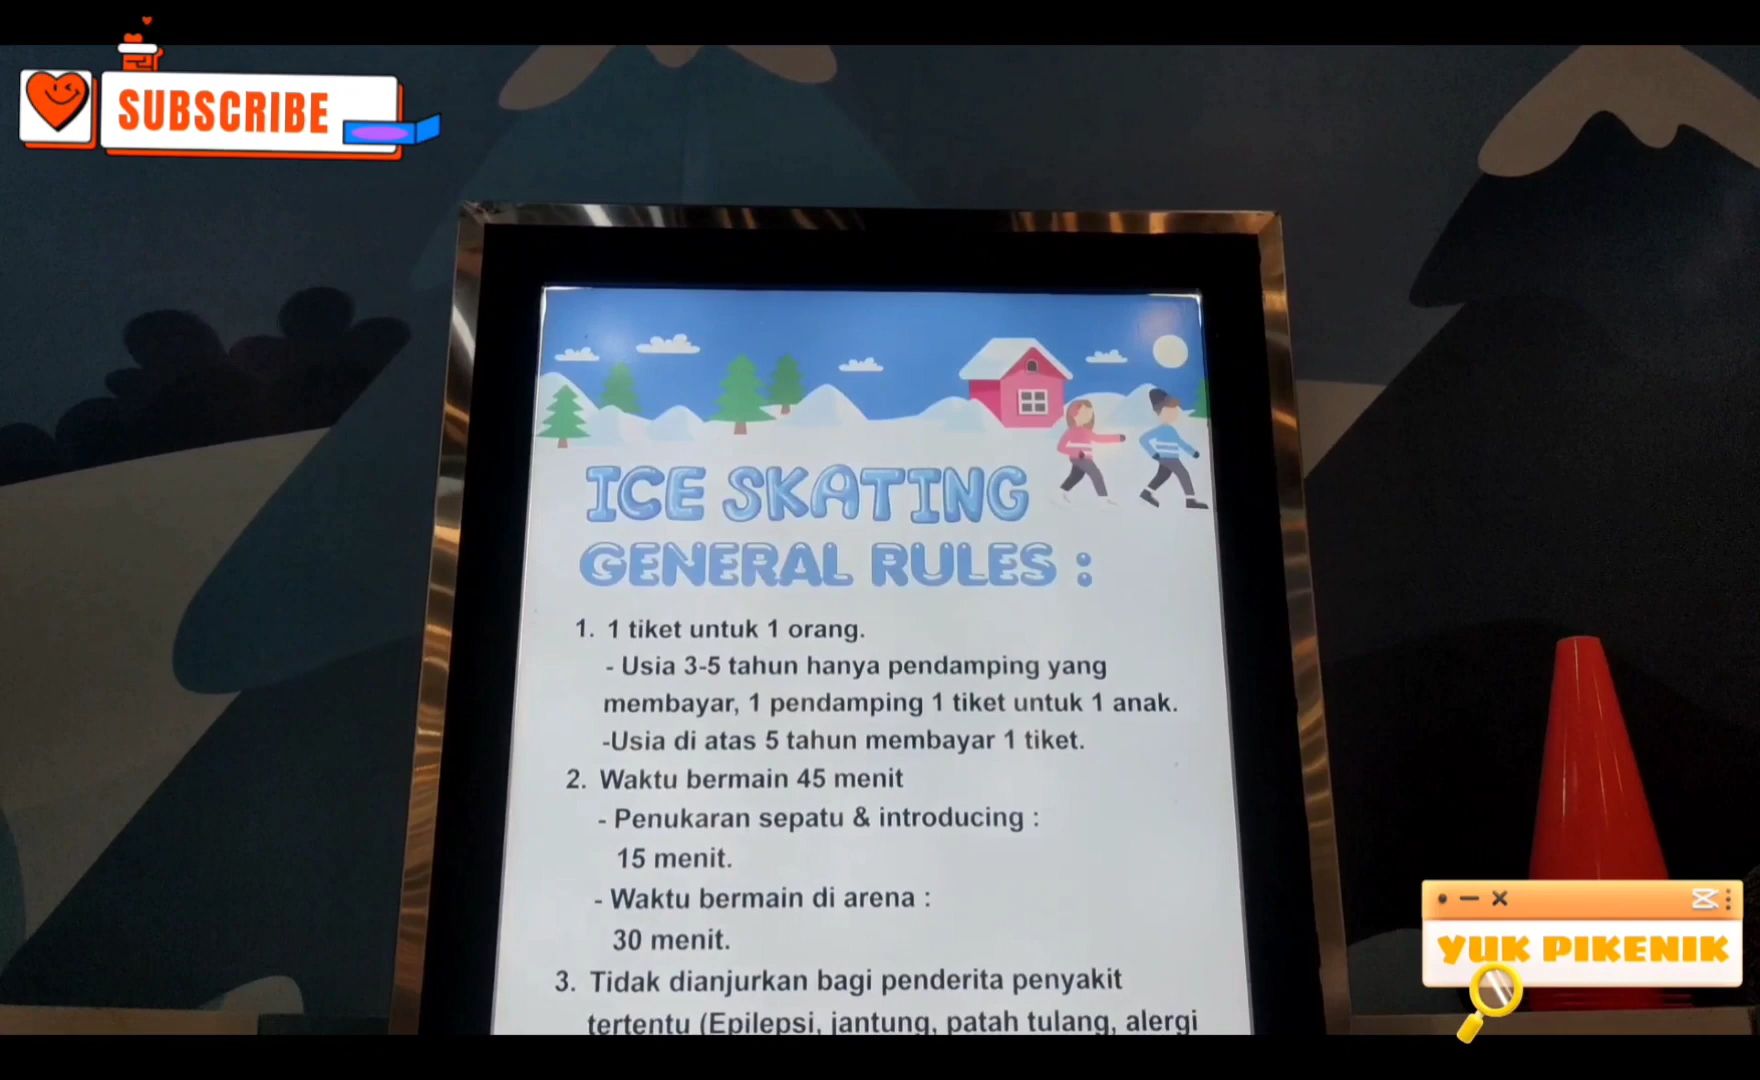 SUBSCRIBE
ICE SKATING
GENERAL RULES :
1. 1 tiket untuk 1 orang.
- Usia 3-5 tahun hanya pendamping yang
membayar, 1 pendamping 1 tiket untuk 1 anak.
-Usia di atas 5 tahun membayar 1 tiket.
2. Waktu bermain 45 menit
- Penukaran sepatu & introducing :
15 menit.
- Waktu bermain di arena :
30 menit.
3. Tidak dianjurkan bagi penderita penyakit
tertentu (Epilepsi, jantung, patah tulang, alergi
YUK PIKENIK